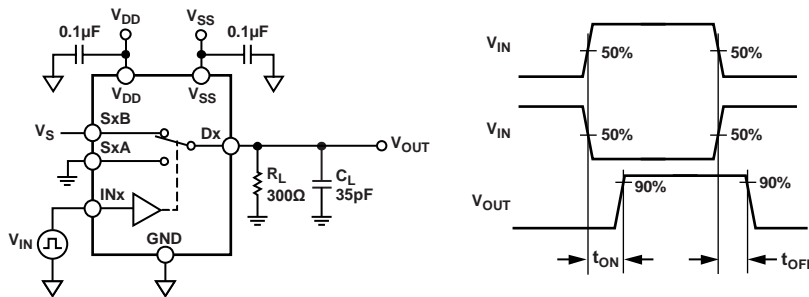 V_DD
V_SS
0.1µF
0.1µF
V_DD
V_SS
V_S
SxB
SxA
Dx
V_OUT
R_L
300Ω
C_L
35pF
INx
V_IN
GND
V_IN
50%
50%
V_IN
50%
50%
V_OUT
90%
90%
t_ON
t_OFF